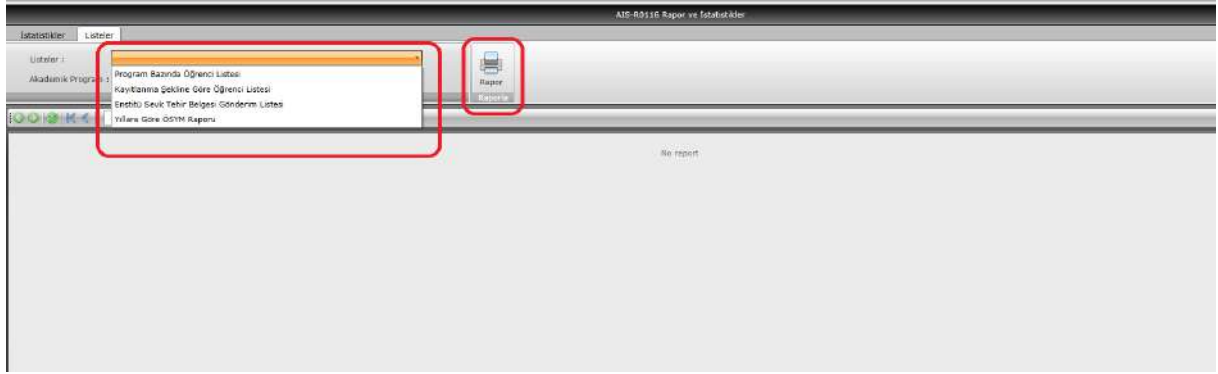 AIS-R0116 Rapor ve İstatistikler
İstatistikler Listeler
Listeler :
Akademik Program :
Program Bazında Öğrenci Listesi
Kayıtlanma Şekline Göre Öğrenci Listesi
Enstitü Sevk Tehir Belgesi Gönderim Listesi
Yıllara Göre ÖSYM Raporu
Rapor
Raporla
No report